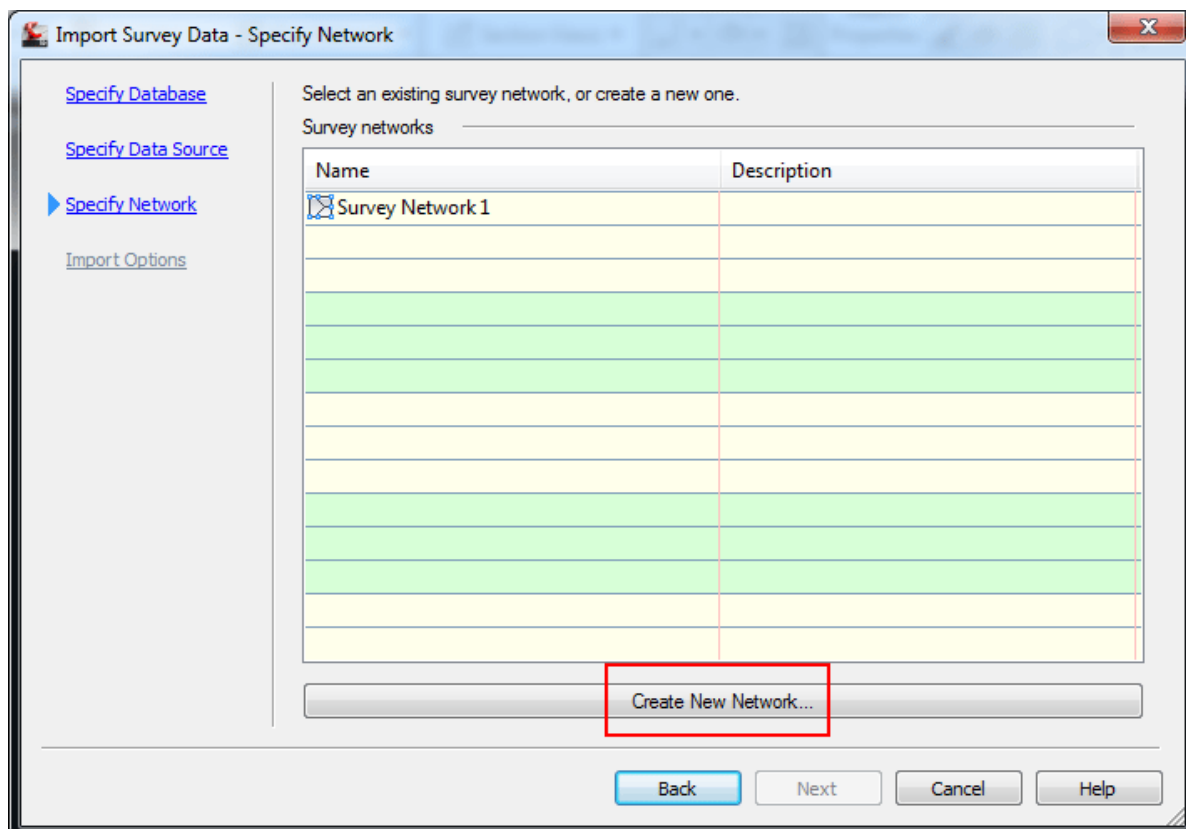 Import Survey Data - Specify Network
Specify Database
Specify Data Source
Specify Network
Import Options
Select an existing survey network, or create a new one.
Survey networks
Name Description
Survey Network 1
Create New Network...
Back Next Cancel Help